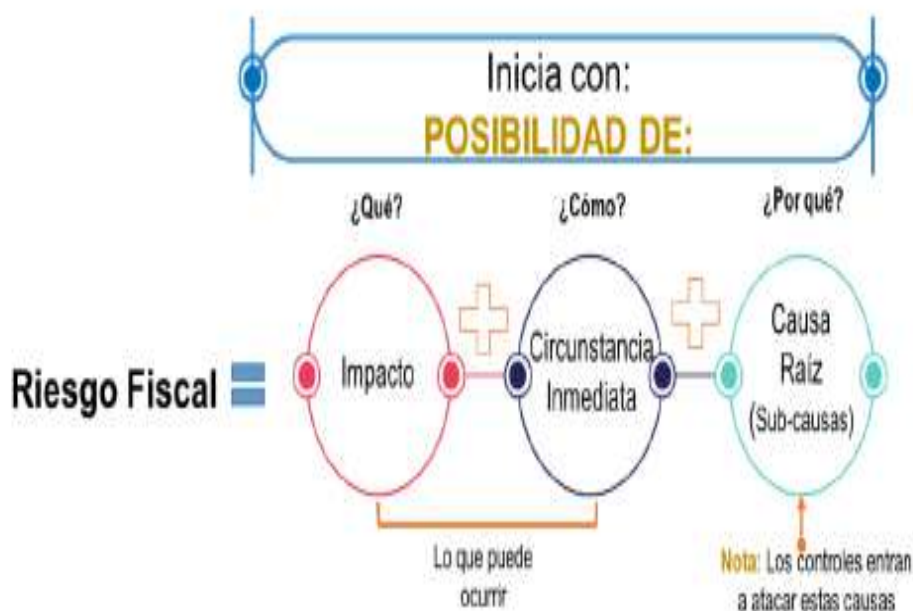 Inicia con:
POSIBILIDAD DE:
¿Qué?
¿Cómo?
¿Por qué?
Riesgo Fiscal
Impacto
Circunstancia
Inmediata
Causa
Raíz
(Sub-causas)
Lo que puede
ocurrir
Nota: Los controles entran
a atacar estas causas